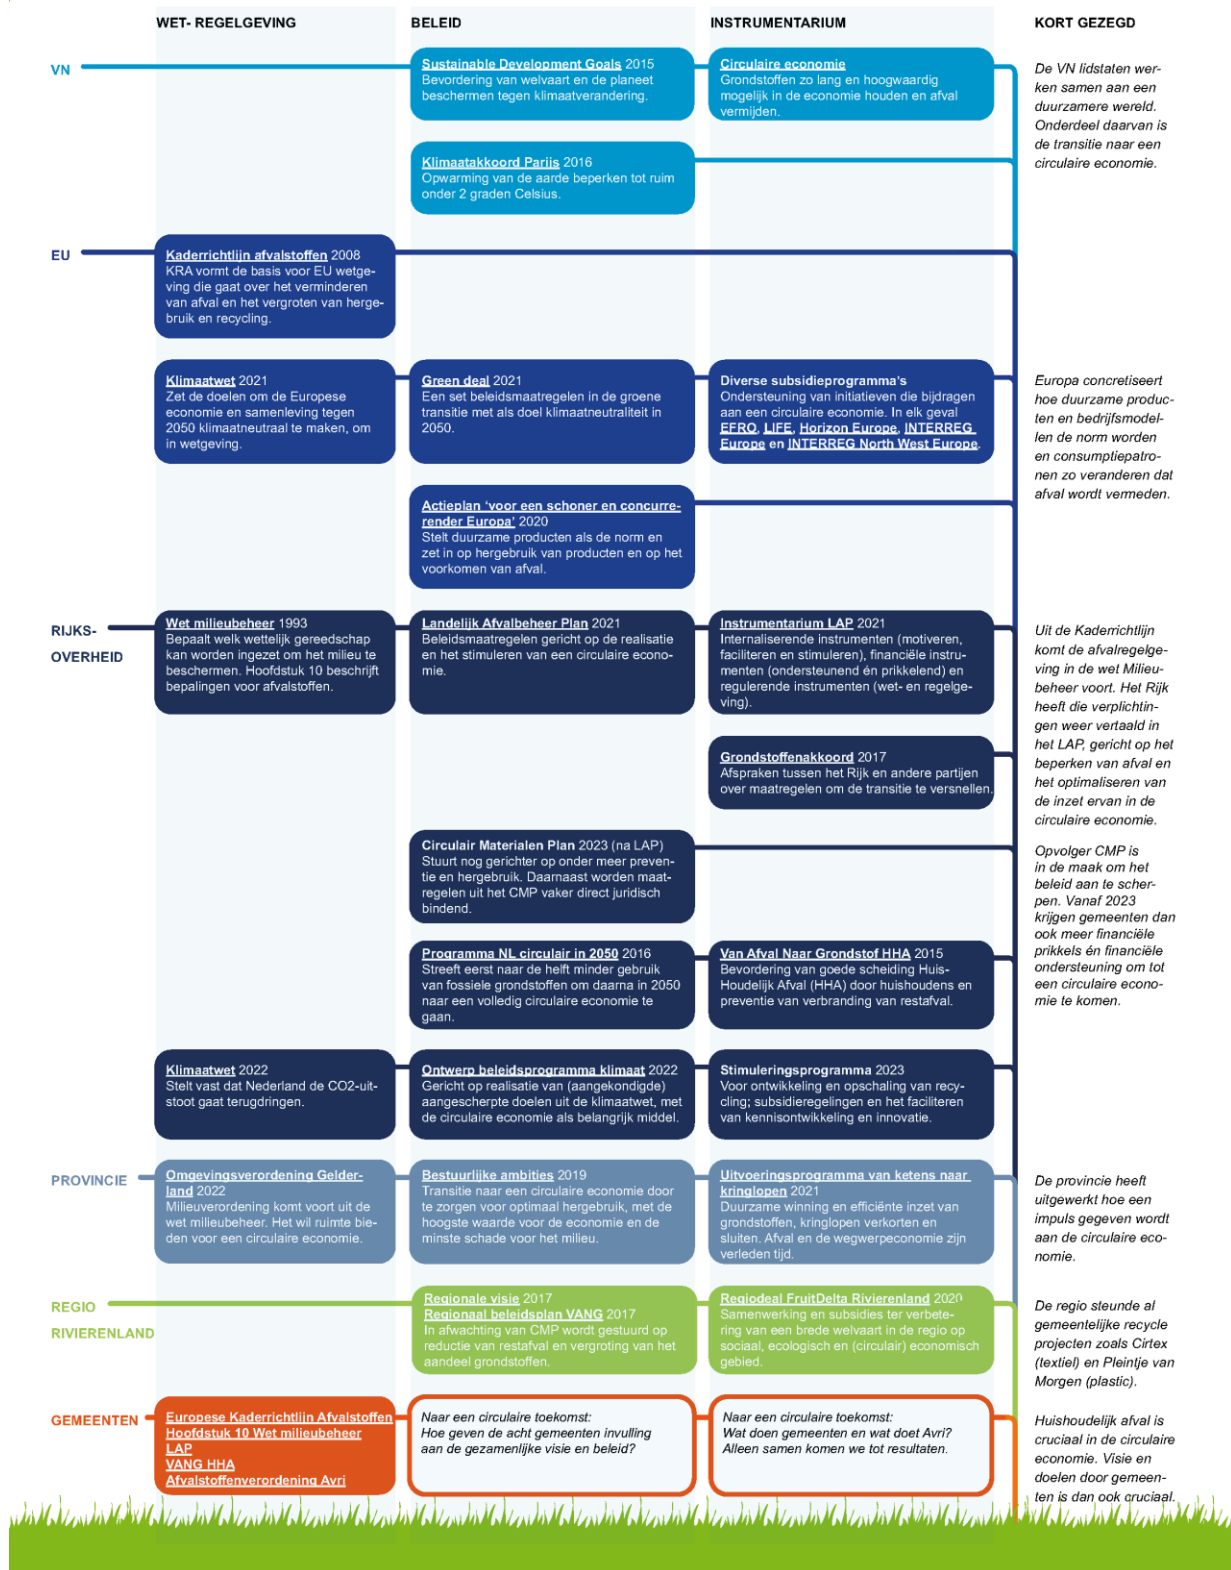 WET- REGELGEVING
BELEID
INSTRUMENTARIUM
KORT GEZEGD
VN
Sustainable Development Goals 2015
Bevordering van welvaart en de planeet
beschermen tegen klimaatverandering.
Circulaire economie
Grondstoffen zo lang en hoogwaardig
mogelijk in de economie houden en afval
vermijden.
De VN lidstaten wer-
ken samen aan een
duurzamere wereld.
Onderdeel daarvan is
de transitie naar een
circulaire economie.
Klimaatakkoord Parijs 2016
Opwarming van de aarde beperken tot ruim
onder 2 graden Celsius.
EU
Kaderrichtlijn afvalstoffen 2008
KRA vormt de basis voor EU wetge-
ving die gaat over het verminderen
van afval en het vergroten van herge-
bruik en recycling.
Klimaatwet 2021
Zet de doelen om de Europese
economie en samenleving tegen
2050 klimaatneutraal te maken, om
in wetgeving.
Green deal 2021
Een set beleidsmaatregelen in de groene
transitie met als doel klimaatneutraliteit in
2050.
Diverse subsidieprogramma's
Ondersteuning van initiatieven die bijdragen
aan een circulaire economie. In elk geval
EFRO, LIFE, Horizon Europe, INTERREG
Europe en INTERREG North West Europe.
Europa concretiseert
hoe duurzame produc-
ten en bedrijfsmodel-
len de norm worden
en consumptiepatro-
nen zo veranderen dat
afval wordt vermeden.
Actieplan 'voor een schoner en concurre-
render Europa' 2020
Stelt duurzame producten als de norm en
zet in op hergebruik van producten en op het
voorkomen van afval.
RIJKS-
OVERHEID
Wet milieubeheer 1993
Bepaalt welk wettelijk gereedschap
kan worden ingezet om het milieu te
beschermen. Hoofdstuk 10 beschrijft
bepalingen voor afvalstoffen.
Landelijk Afvalbeheer Plan 2021
Beleidsmaatregelen gericht op de realisatie
en het stimuleren van een circulaire econo-
mie.
Instrumentarium LAP 2021
Internaliserende instrumenten (motiveren,
faciliteren en stimuleren), financiële instru-
menten (ondersteunend én prikkelend) en
regulerende instrumenten (wet- en regelge-
ving).
Uit de Kaderrichtlijn
komt de afvalregelge-
ving in de wet Milieu-
beheer voort. Het Rijk
heeft die verplichtin-
gen weer vertaald in
het LAP, gericht op het
beperken van afval en
het optimaliseren van
de inzet ervan in de
circulaire economie.
Grondstoffenakkoord 2017
Afspraken tussen het Rijk en andere partijen
over maatregelen om de transitie te versnellen.
Circulair Materialen Plan 2023 (na LAP)
Stuurt nog gerichter op onder meer preven-
tie en hergebruik. Daarnaast worden maat-
regelen uit het CMP vaker direct juridisch
bindend.
Opvolger CMP is
in de maak om het
beleid aan te scher-
pen. Vanaf 2023
krijgen gemeenten dan
ook meer financiële
prikkels én financiële
ondersteuning om tot
een circulaire econo-
mie te komen.
Programma NL circulair in 2050 2016
Streeft eerst naar de helft minder gebruik
van fossiele grondstoffen om daarna in 2050
naar een volledig circulaire economie te
gaan.
Van Afval Naar Grondstof HHA 2015
Bevordering van goede scheiding Huis-
Houdelijk Afval (HHA) door huishoudens en
preventie van verbranding van restafval.
Klimaatwet 2022
Stelt vast dat Nederland de CO2-uit-
stoot gaat terugdringen.
Ontwerp beleidsprogramma klimaat 2022
Gericht op realisatie van (aangekondigde)
aangescherpte doelen uit de klimaatwet, met
de circulaire economie als belangrijk middel.
Stimuleringsprogramma 2023
Voor ontwikkeling en opschaling van recy-
cling; subsidieregelingen en het faciliteren
van kennisontwikkeling en innovatie.
PROVINCIE
Omgevingsverordening Gelder-
land 2022
Milieuverordening komt voort uit de
wet milieubeheer. Het wil ruimte bie-
den voor een circulaire economie.
Bestuurlijke ambities 2019
Transitie naar een circulaire economie door
te zorgen voor optimaal hergebruik, met de
hoogste waarde voor de economie en de
minste schade voor het milieu.
Uitvoeringsprogramma van ketens naar
kringlopen 2021
Duurzame winning en efficiënte inzet van
grondstoffen, kringlopen verkorten en
sluiten. Afval en de wegwerpeconomie zijn
verleden tijd.
De provincie heeft
uitgewerkt hoe een
impuls gegeven wordt
aan de circulaire eco-
nomie.
REGIO
RIVIERENLAND
Regionale visie 2017
Regionaal beleidsplan VANG 2017
In afwachting van CMP wordt gestuurd op
reductie van restafval en vergroting van het
aandeel grondstoffen.
Regiodeal FruitDelta Rivierenland 2020
Samenwerking en subsidies ter verbete-
ring van een brede welvaart in de regio op
sociaal, ecologisch en (circulair) economisch
gebied.
De regio steunde al
gemeentelijke recycle
projecten zoals Cirtex
(textiel) en Pleintje van
Morgen (plastic).
GEMEENTEN
Europese Kaderrichtlijn Afvalstoffen
Hoofdstuk 10 Wet milieubeheer
LAP
VANG HHA
Afvalstoffenverordening Avri
Naar een circulaire toekomst:
Hoe geven de acht gemeenten invulling
aan de gezamenlijke visie en beleid?
Naar een circulaire toekomst:
Wat doen gemeenten en wat doet Avri?
Alleen samen komen we tot resultaten.
Huishoudelijk afval is
cruciaal in de circulaire
economie. Visie en
doelen door gemeen-
ten is dan ook cruciaal.